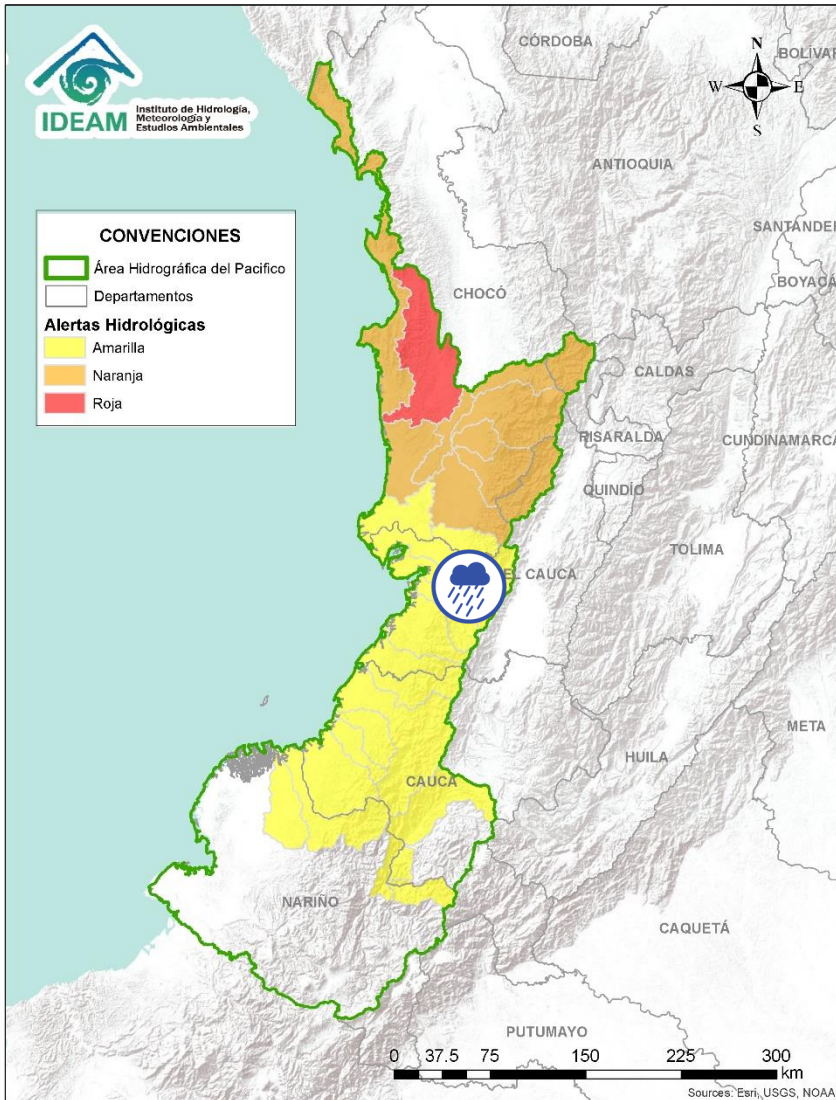 IDEAM
Instituto de Hidrología,
Meteorología y
Estudios Ambientales
CÓRDOBA
BOLÍVAR
N
W E
S
ANTIOQUIA
SANTANDER
BOYACÁ
CONVENCIONES
Área Hidrográfica del Pacifico
Departamentos
Alertas Hidrológicas
Amarilla
Naranja
Roja
CHOCÓ
CALDAS
RISARALDA
CUNDINAMARCA
QUINDÍO
TOLIMA
EL CAUCA
META
HUILA
CAUCA
NARIÑO
CAQUETÁ
PUTUMAYO
0 37.5 75 150 225 300
km
Sources: Esri, USGS, NOAA